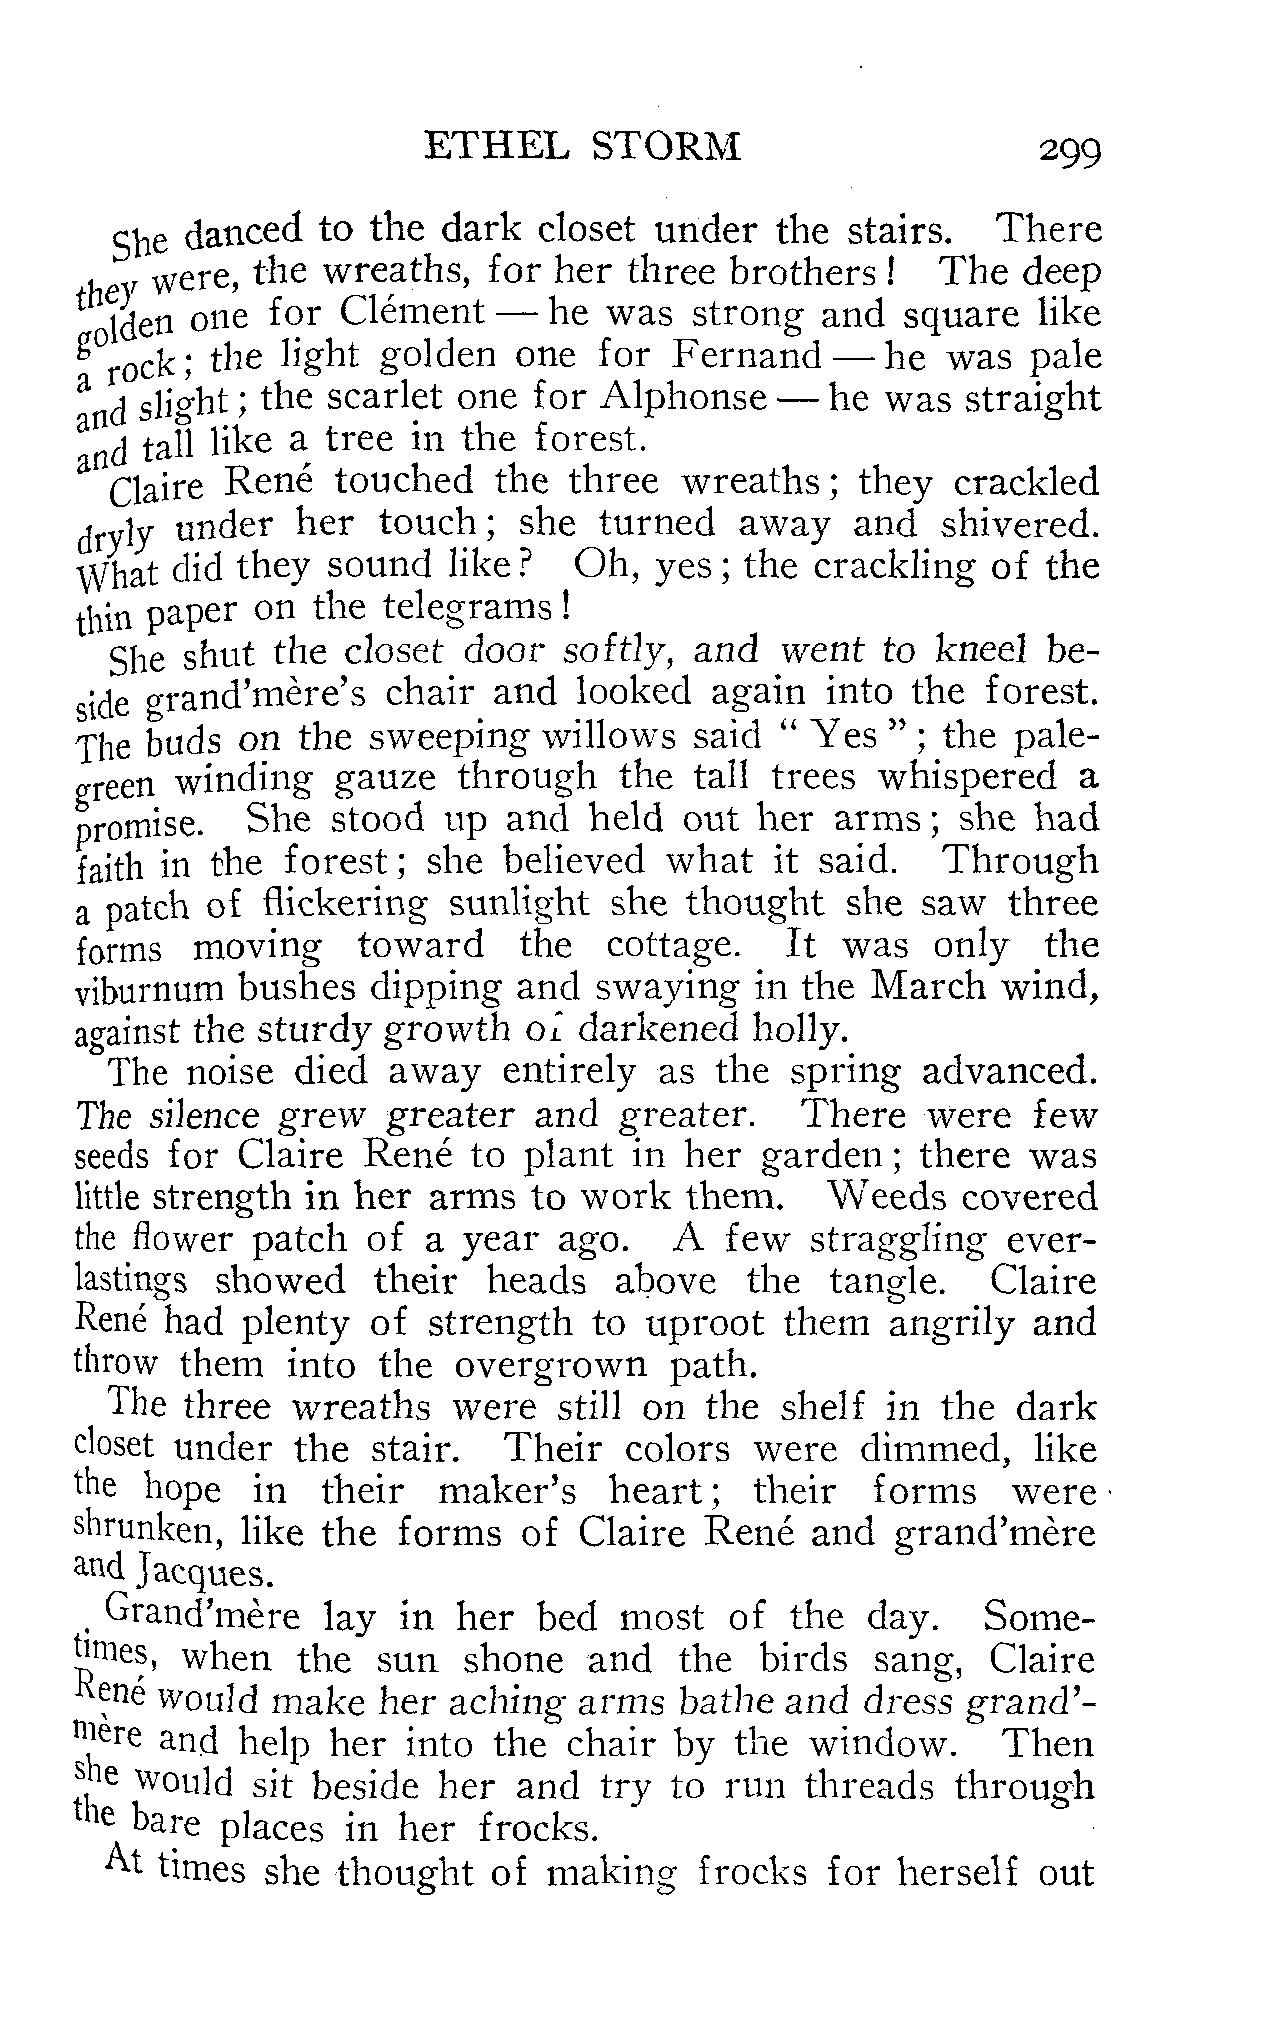 ETHEL STORM 299
She danced to the dark closet under the stairs. There
they were, the wreaths, for her three brothers! The deep
golden one for Clément — he was strong and square like
a rock; the light golden one for Fernand — he was pale
and slight; the scarlet one for Alphonse — he was straight
and tall like a tree in the forest.
Claire René touched the three wreaths; they crackled
dryly under her touch; she turned away and shivered.
What did they sound like? Oh, yes; the crackling of the
thin paper on the telegrams!
She shut the closet door softly, and went to kneel be-
side grand'mère's chair and looked again into the forest.
The buds on the sweeping willows said " Yes "; the pale-
green winding gauze through the tall trees whispered a
promise. She stood up and held out her arms; she had
faith in the forest; she believed what it said. Through
a patch of flickering sunlight she thought she saw three
forms moving toward the cottage. It was only the
viburnum bushes dipping and swaying in the March wind,
against the sturdy growth of darkened holly.
The noise died away entirely as the spring advanced.
The silence grew greater and greater. There were few
seeds for Claire René to plant in her garden; there was
little strength in her arms to work them. Weeds covered
the flower patch of a year ago. A few straggling ever-
lastings showed their heads above the tangle. Claire
René had plenty of strength to uproot them angrily and
throw them into the overgrown path.
The three wreaths were still on the shelf in the dark
closet under the stair. Their colors were dimmed, like
the hope in their maker's heart; their forms were
shrunken, like the forms of Claire René and grand'mère
and Jacques.
Grand'mère lay in her bed most of the day. Some-
times, when the sun shone and the birds sang, Claire
René would make her aching arms bathe and dress grand'-
mère and help her into the chair by the window. Then
she would sit beside her and try to run threads through
the bare places in her frocks.
At times she thought of making frocks for herself out